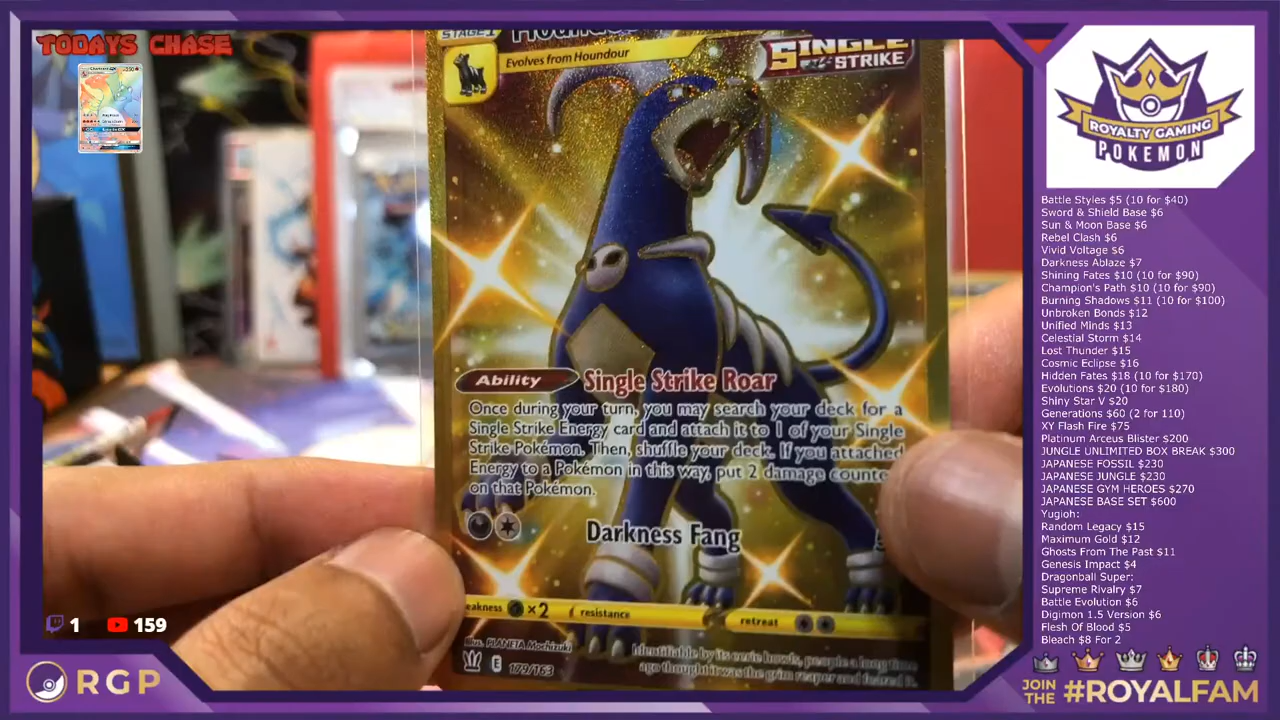 TODAYS CHASE
STAGE 1
Evolves from Houndour
SINGLE
STRIKE
Ability
Single Strike Roar
Once during your turn, you may search your deck for a
Single Strike Energy card and attach it to 1 of your Single
Strike Pokémon. Then, shuffle your deck. If you attached
Energy to a Pokémon in this way, put 2 damage counte
on that Pokémon.
Darkness Fang
eakness ×2 resistance retreat
Illus. PLANETA Mochizuki
E 179/163
Identifiable by its eerie howls, people a long time
ago thought it was the grim reaper and feared it.
1 159
RGP
ROYALTY GAMING
POKEMON
Battle Styles $5 (10 for $40)
Sword & Shield Base $6
Sun & Moon Base $6
Rebel Clash $6
Vivid Voltage $6
Darkness Ablaze $7
Shining Fates $10 (10 for $90)
Champion's Path $10 (10 for $90)
Burning Shadows $11 (10 for $100)
Unbroken Bonds $12
Unified Minds $13
Celestial Storm $14
Lost Thunder $15
Cosmic Eclipse $16
Hidden Fates $18 (10 for $170)
Evolutions $20 (10 for $180)
Shiny Star V $20
Generations $60 (2 for 110)
XY Flash Fire $75
Platinum Arceus Blister $200
JUNGLE UNLIMITED BOX BREAK $300
JAPANESE FOSSIL $230
JAPANESE JUNGLE $230
JAPANESE GYM HEROES $270
JAPANESE BASE SET $600
Yugioh:
Random Legacy $15
Maximum Gold $12
Ghosts From The Past $11
Genesis Impact $4
Dragonball Super:
Supreme Rivalry $7
Battle Evolution $6
Digimon 1.5 Version $6
Flesh Of Blood $5
Bleach $8 For 2
JOIN
THE #ROYALFAM